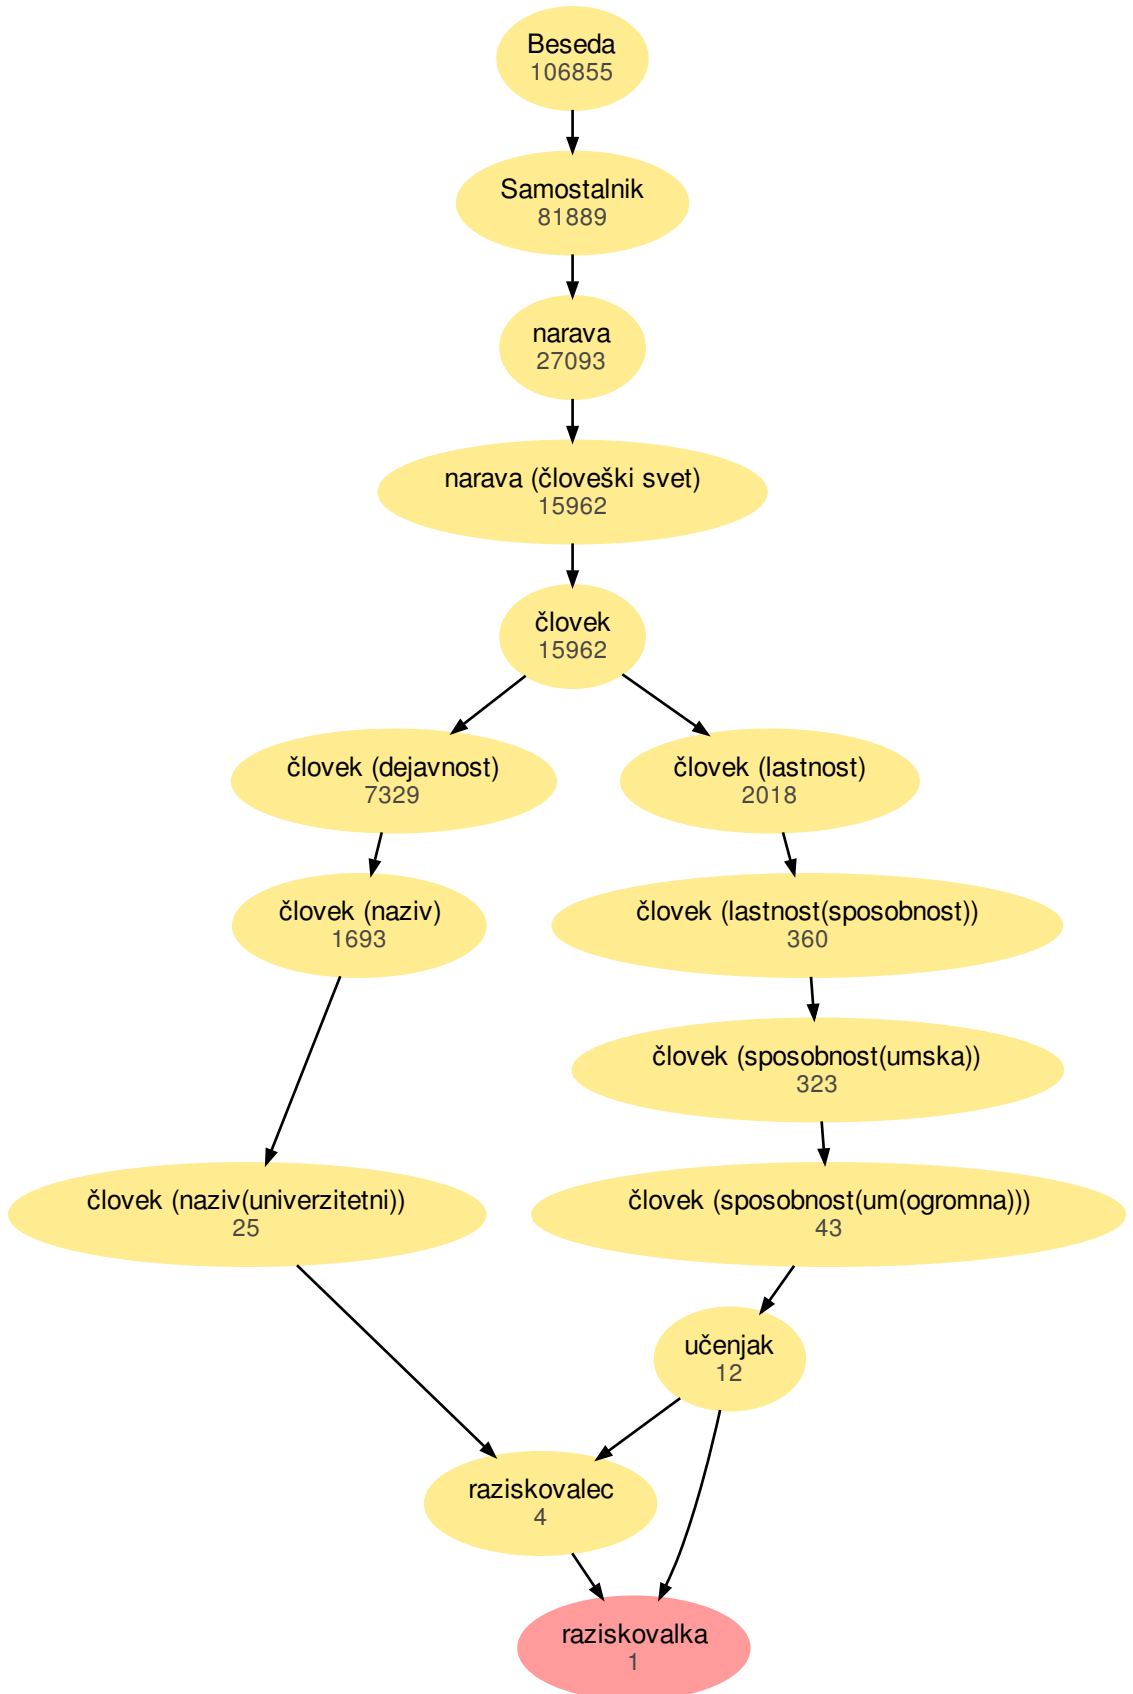 Beseda
106855
Samostalnik
81889
narava
27093
narava (človeški svet)
15962
človek
15962
človek (dejavnost)
7329
človek (lastnost)
2018
človek (naziv)
1693
človek (lastnost(sposobnost))
360
človek (sposobnost(umska))
323
človek (naziv(univerzitetni))
25
človek (sposobnost(um(ogromna)))
43
učenjak
12
raziskovalec
4
raziskovalka
1